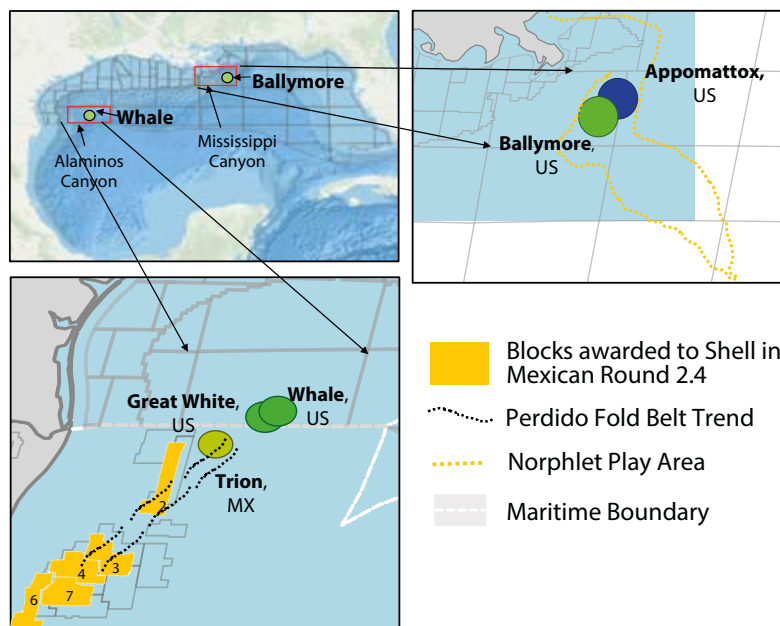 Ballymore
Whale
Mississippi
Canyon
Alaminos
Canyon
Appomattox,
US
Ballymore,
US
Great White,
US
Whale,
US
Trion,
MX
2
3
4
6
7
Blocks awarded to Shell in
Mexican Round 2.4
Perdido Fold Belt Trend
Norphlet Play Area
Maritime Boundary